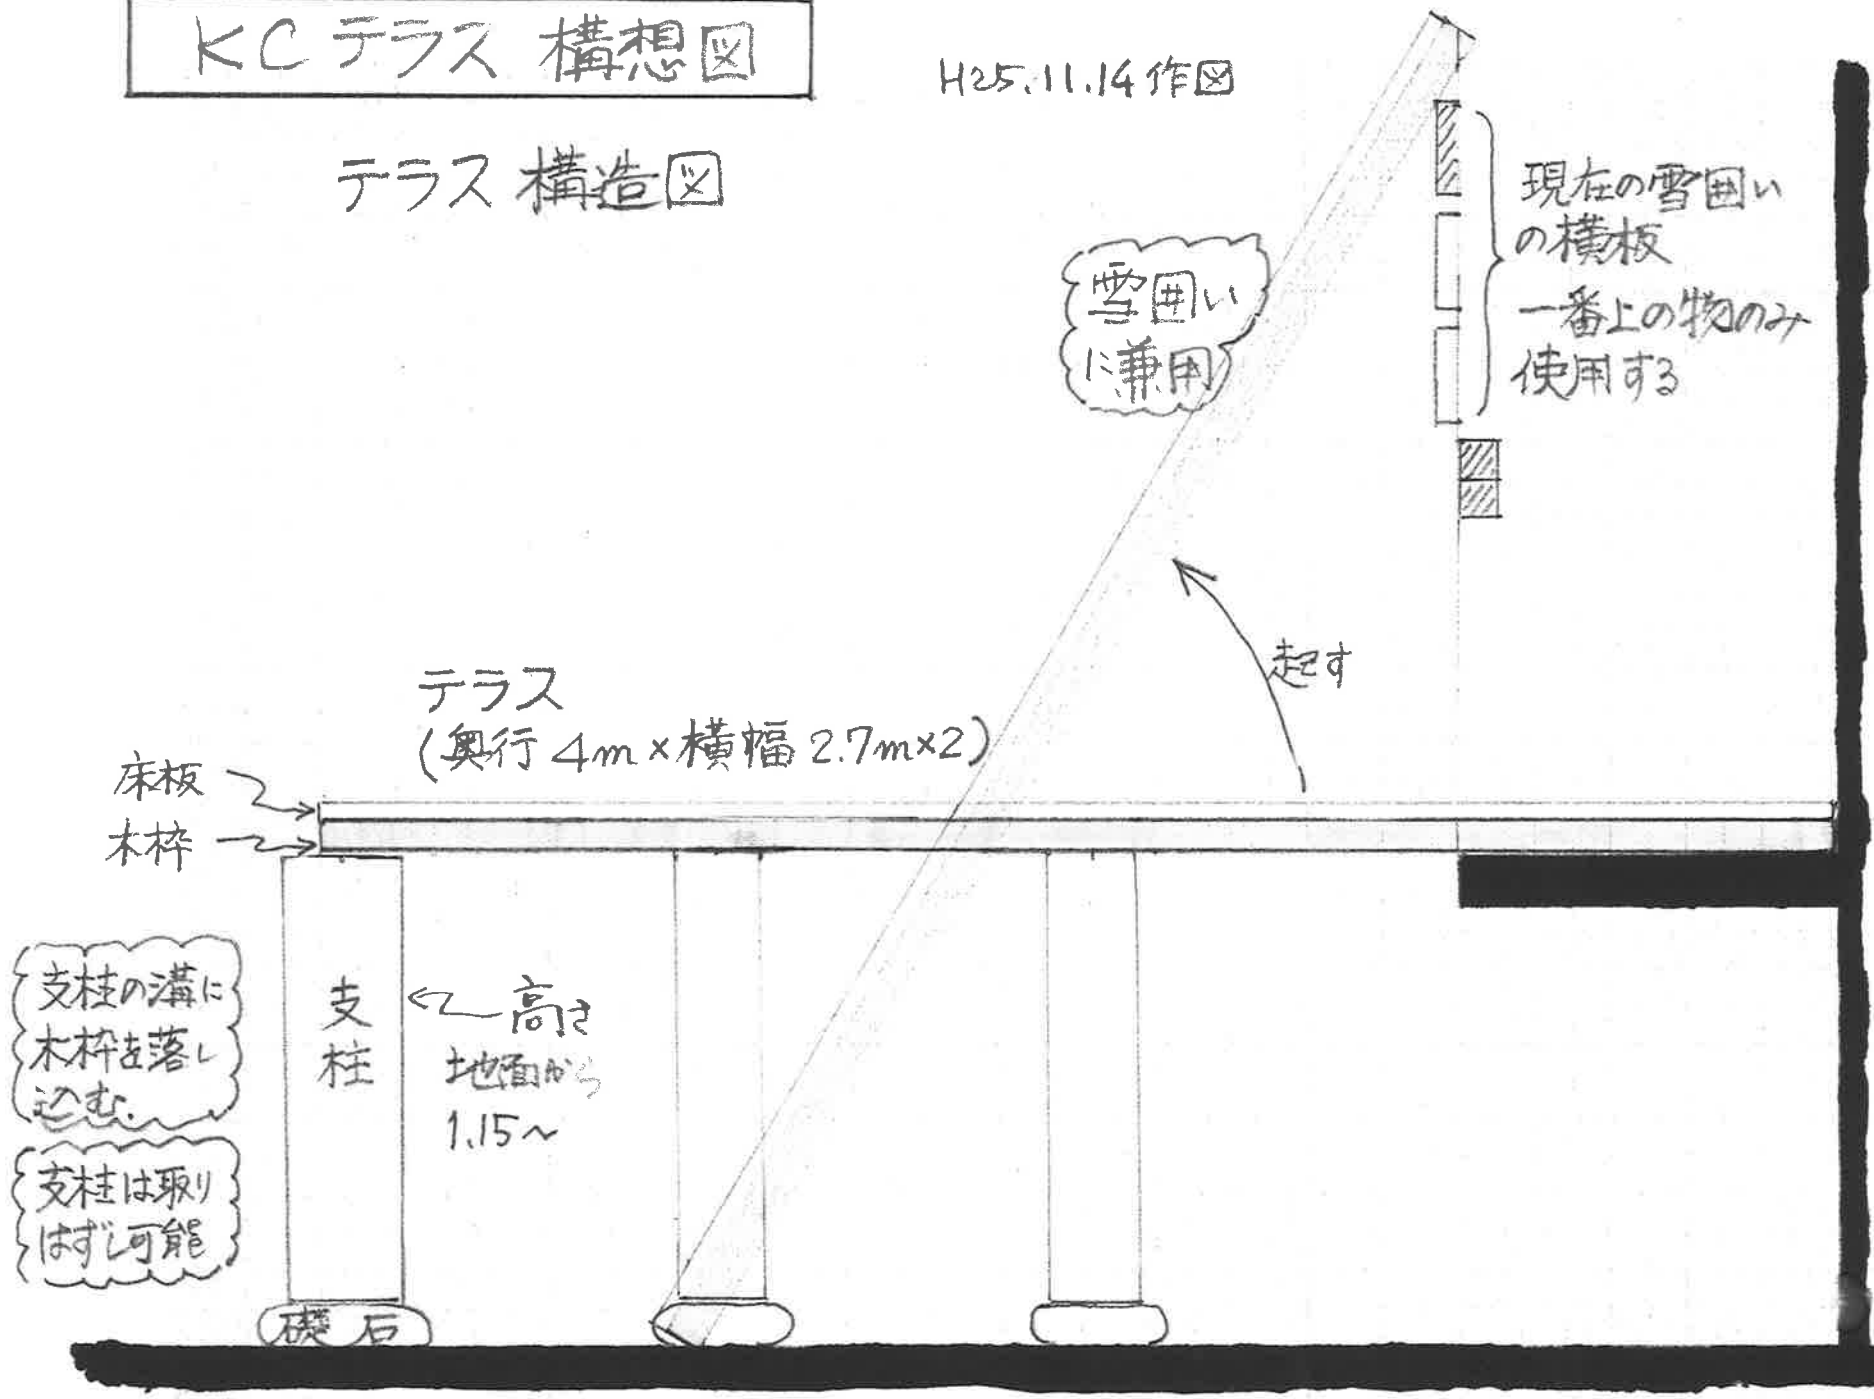 KCテラス 構想図
H25.11.14 作図
テラス 構造図
現在の雪囲い
の横板
一番上の物のみ
使用する
雪囲い
に兼用
起す
テラス
(奥行 4m×横幅 2.7m×2)
床板
木枠
支柱の溝に
木枠を落し
込む.
支柱は取り
はずし可能
支
柱
高さ
地面から
1.15〜
礎石